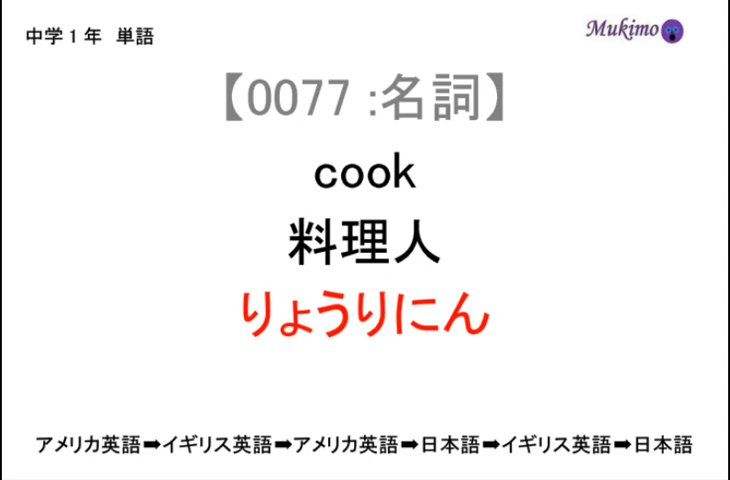 中学1年 単語
Mukimo
【0077 :名詞】
cook
料理人
りょうりにん
アメリカ英語➡イギリス英語➡アメリカ英語➡日本語➡イギリス英語➡日本語